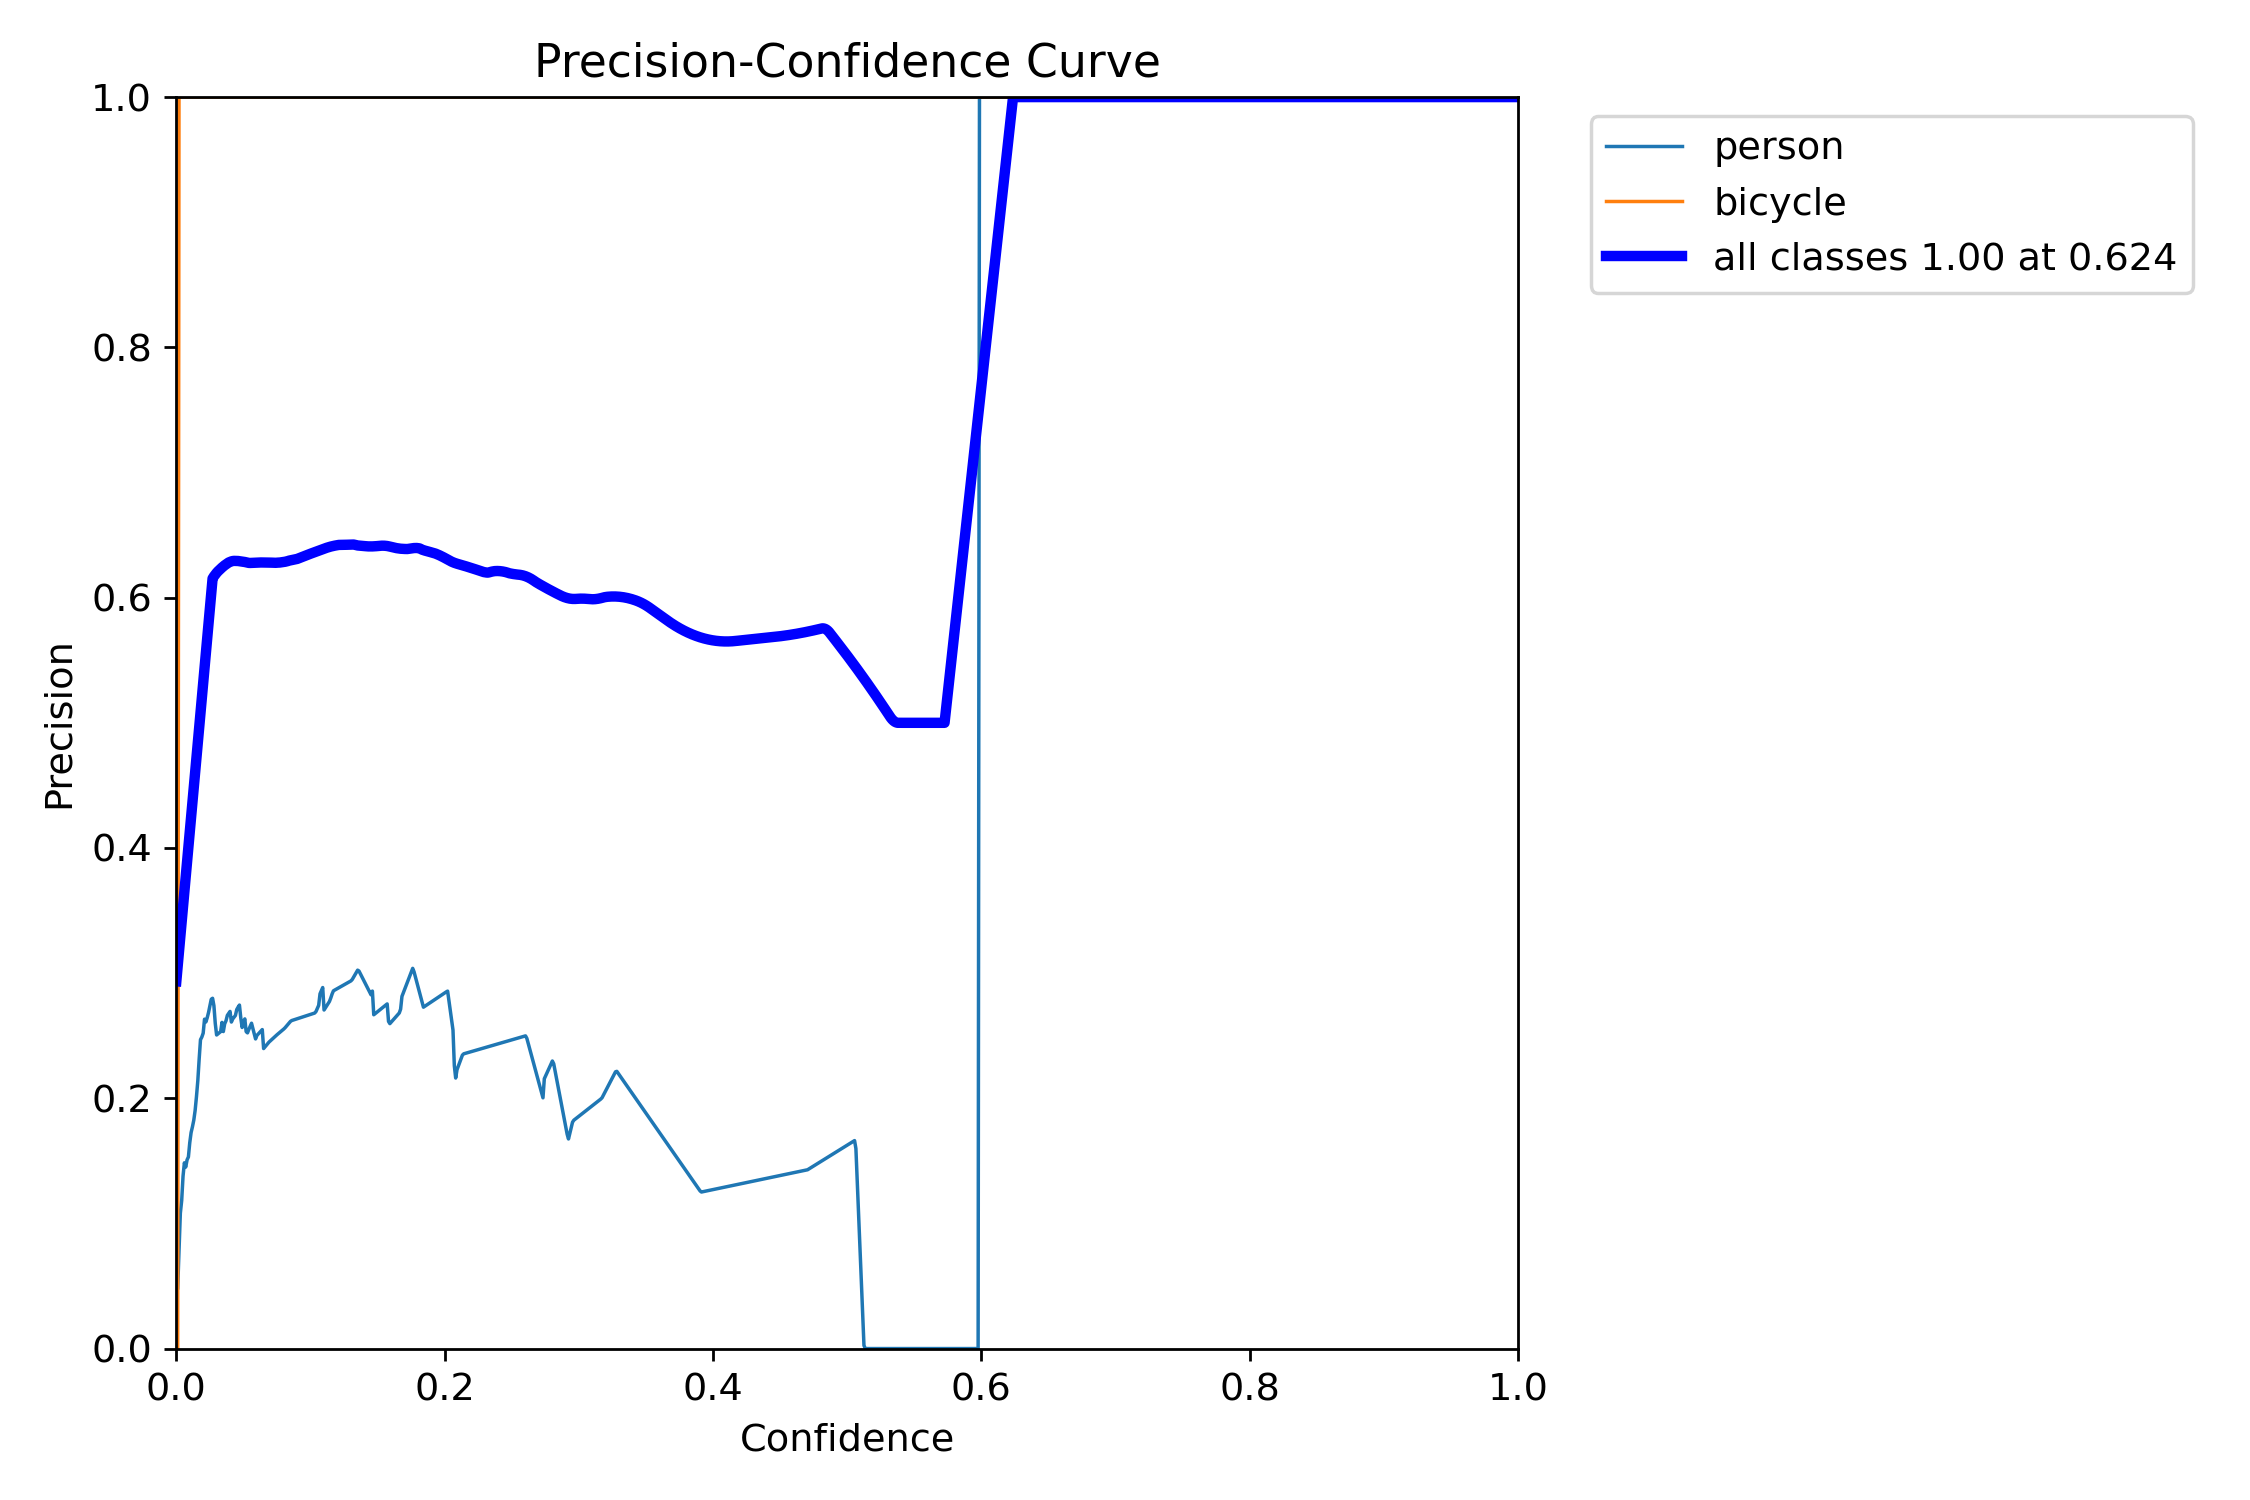 Precision-Confidence Curve
1.0
0.8
0.6
0.4
0.2
0.0
Precision
0.0 0.2 0.4 0.6 0.8 1.0
Confidence
person
bicycle
all classes 1.00 at 0.624